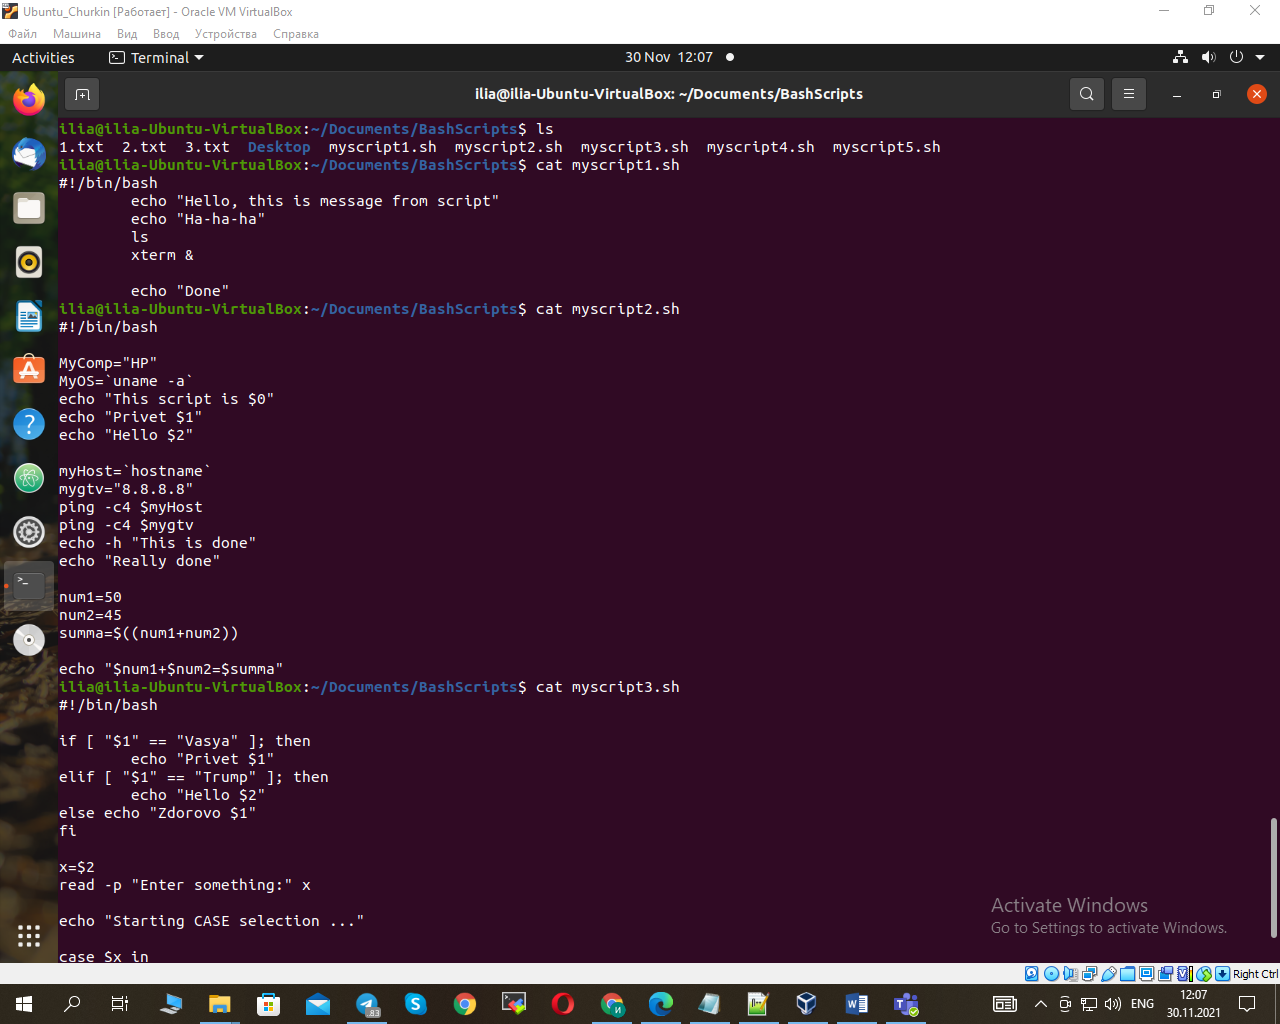 Ubuntu_Churkin [Работает] - Oracle VM VirtualBox
Файл Машина Вид Ввод Устройства Справка
Activities Terminal 30 Nov 12:07
ilia@ilia-Ubuntu-VirtualBox: ~/Documents/BashScripts
ilia@ilia-Ubuntu-VirtualBox:~/Documents/BashScripts$ ls
1.txt 2.txt 3.txt Desktop myscript1.sh myscript2.sh myscript3.sh myscript4.sh myscript5.sh
ilia@ilia-Ubuntu-VirtualBox:~/Documents/BashScripts$ cat myscript1.sh
#!/bin/bash
echo "Hello, this is message from script"
echo "Ha-ha-ha"
ls
xterm &
echo "Done"
ilia@ilia-Ubuntu-VirtualBox:~/Documents/BashScripts$ cat myscript2.sh
#!/bin/bash
MyComp="HP"
MyOS=`uname -a`
echo "This script is $0"
echo "Privet $1"
echo "Hello $2"
myHost=`hostname`
mygtv="8.8.8.8"
ping -c4 $myHost
ping -c4 $mygtv
echo -h "This is done"
echo "Really done"
num1=50
num2=45
summa=$((num1+num2))
echo "$num1+$num2=$summa"
ilia@ilia-Ubuntu-VirtualBox:~/Documents/BashScripts$ cat myscript3.sh
#!/bin/bash
if [ "$1" == "Vasya" ]; then
echo "Privet $1"
elif [ "$1" == "Trump" ]; then
echo "Hello $2"
else echo "Zdorovo $1"
fi
x=$2
read -p "Enter something:" x
echo "Starting CASE selection ..."
case $x in
Activate Windows
Go to Settings to activate Windows.
Right Ctrl
.83
ENG
12:07
30.11.2021